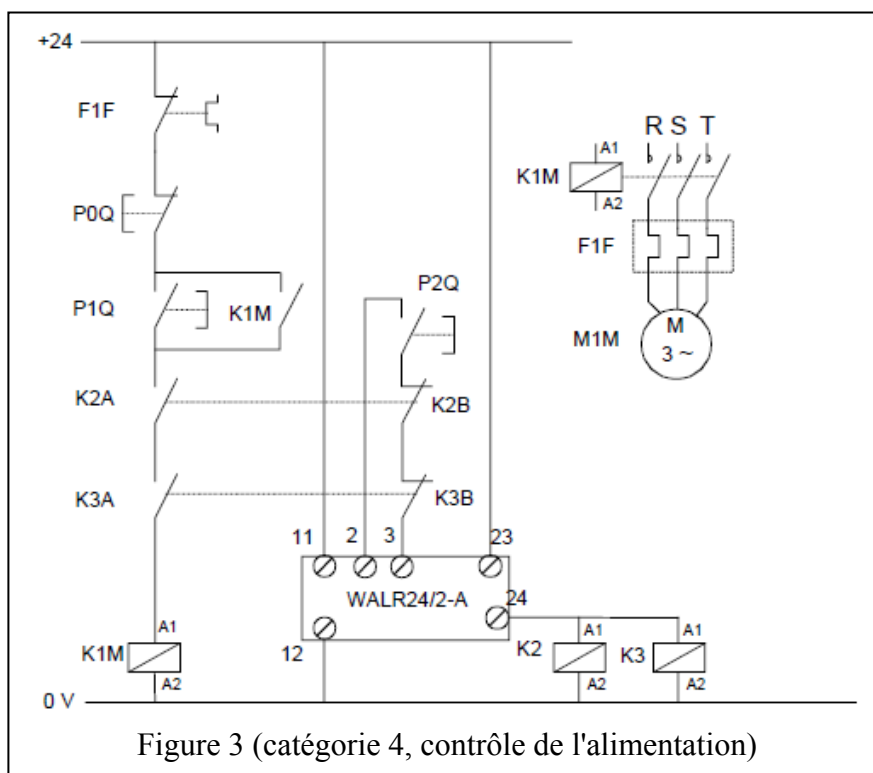 +24
F1F
R S T
A1
K1M
A2
P0Q
F1F
P2Q
P1Q
K1M
M1M
M
3 ~
K2A
K2B
K3A
K3B
11
2
3
23
WALR24/2-A
24
12
A1
K1M
A2
K2
A1
A2
K3
A1
A2
0 V
Figure 3 (catégorie 4, contrôle de l'alimentation)